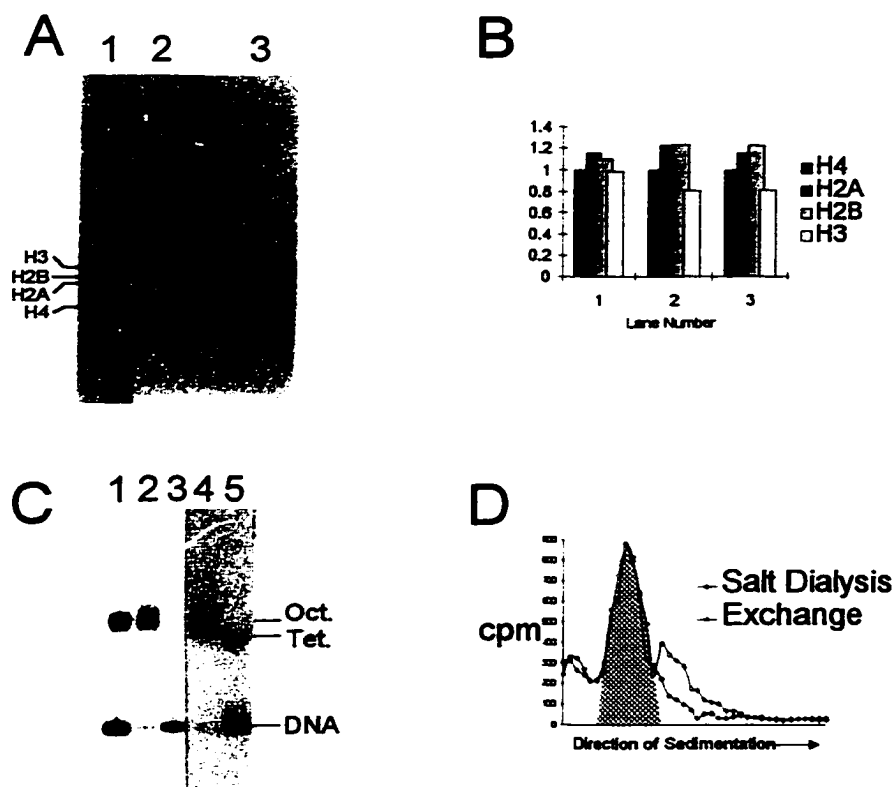 A
1 2 3
H3
H2B
H2A
H4
B
1.4
1.2
1
0.8
0.6
0.4
0.2
0
1 2 3
Lane Number
H4
H2A
H2B
H3
C
1 2 3 4 5
Oct.
Tet.
DNA
D
cpm
Salt Dialysis
Exchange
Direction of Sedimentation